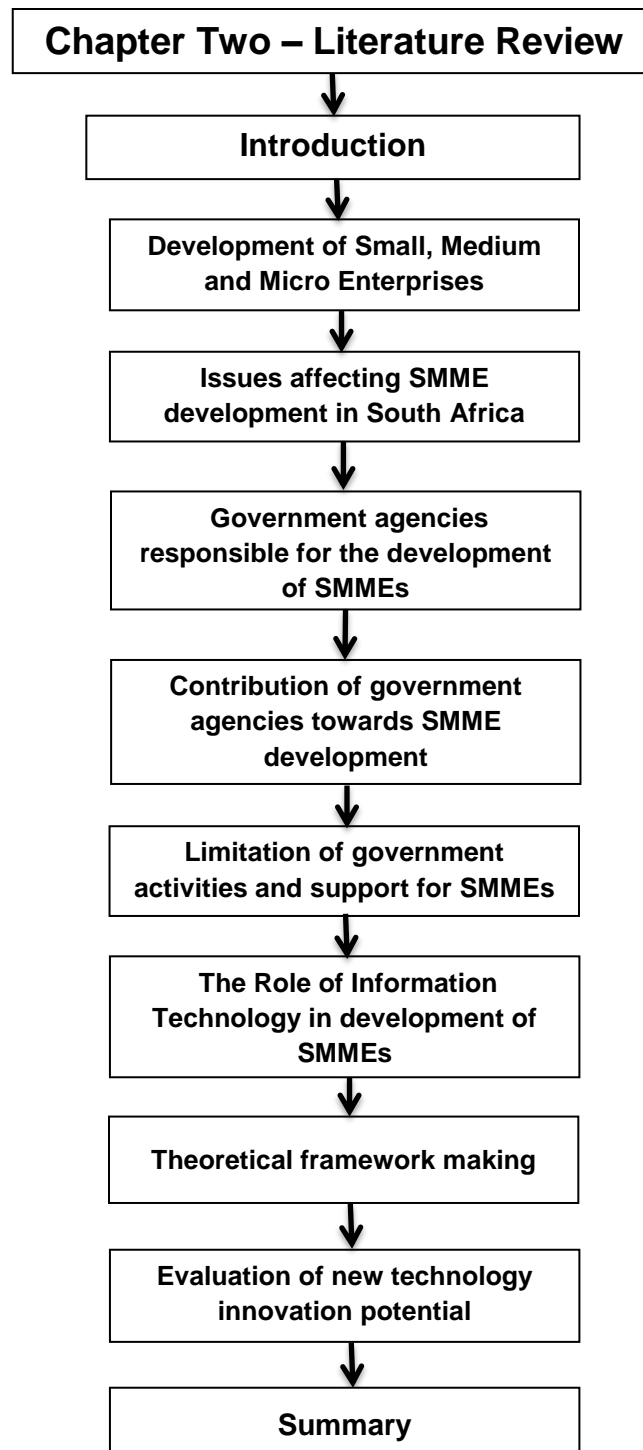 Chapter Two – Literature Review
Introduction
Development of Small, Medium
and Micro Enterprises
Issues affecting SMME
development in South Africa
Government agencies
responsible for the development
of SMMEs
Contribution of government
agencies towards SMME
development
Limitation of government
activities and support for SMMEs
The Role of Information
Technology in development of
SMMEs
Theoretical framework making
Evaluation of new technology
innovation potential
Summary